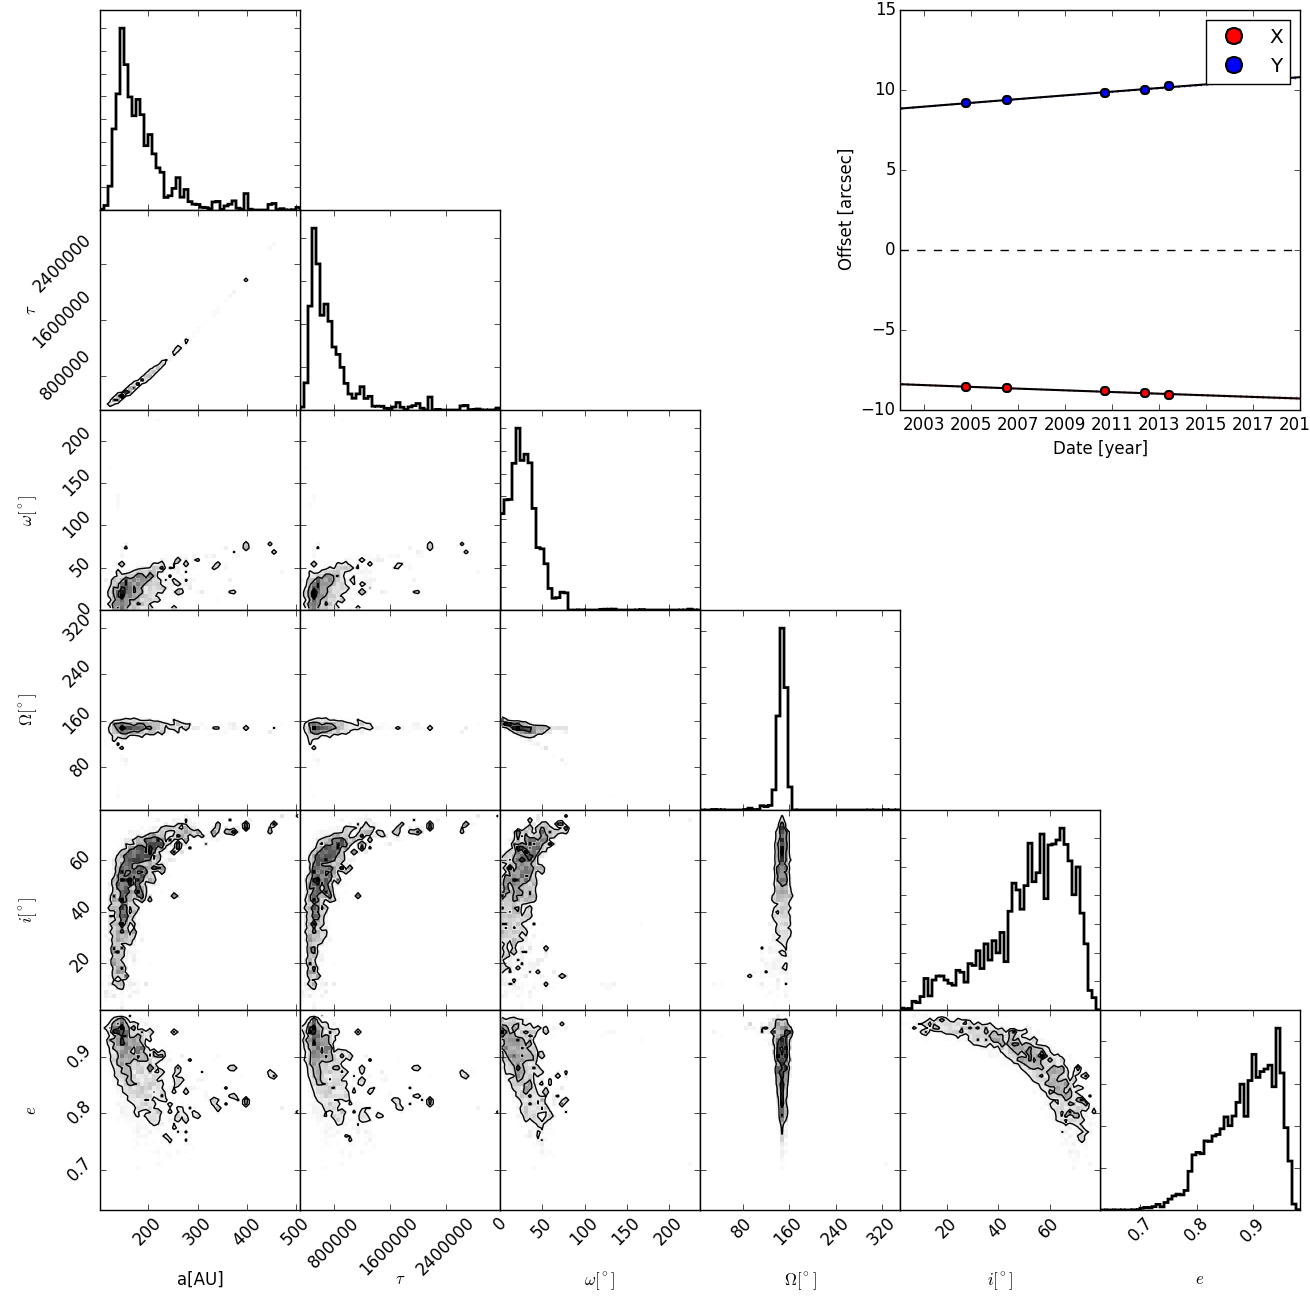 15
10
5
0
−5
−10
Offset [arcsec]
X
Y
2003 2005 2007 2009 2011 2013 2015 2017 201
Date [year]
2400000
1600000
800000
τ
200
150
100
50
0
ω[°]
320
240
160
80
Ω[°]
60
40
20
i[°]
0.9
0.8
0.7
e
200 300 400 500
800000 1600000 2400000
0 50 100 150 200
80 160 240 320
20 40 60
0.7 0.8 0.9
a[AU] τ ω[°] Ω[°] i[°] e